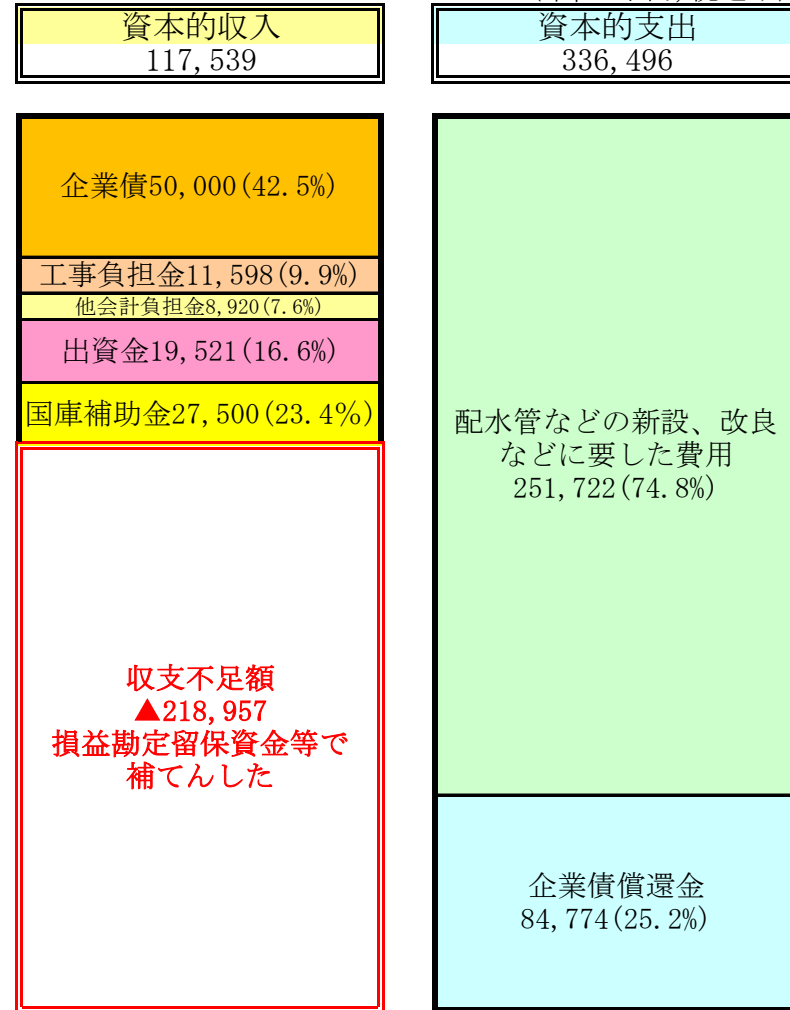 資本的収入
117,539
資本的支出
336,496
企業債50,000(42.5%)
工事負担金11,598(9.9%)
他会計負担金8,920(7.6%)
出資金19,521(16.6%)
国庫補助金27,500(23.4%)
収支不足額
▲218,957
損益勘定留保資金等で
補てんした
配水管などの新設、改良
などに要した費用
251,722(74.8%)
企業債償還金
84,774(25.2%)